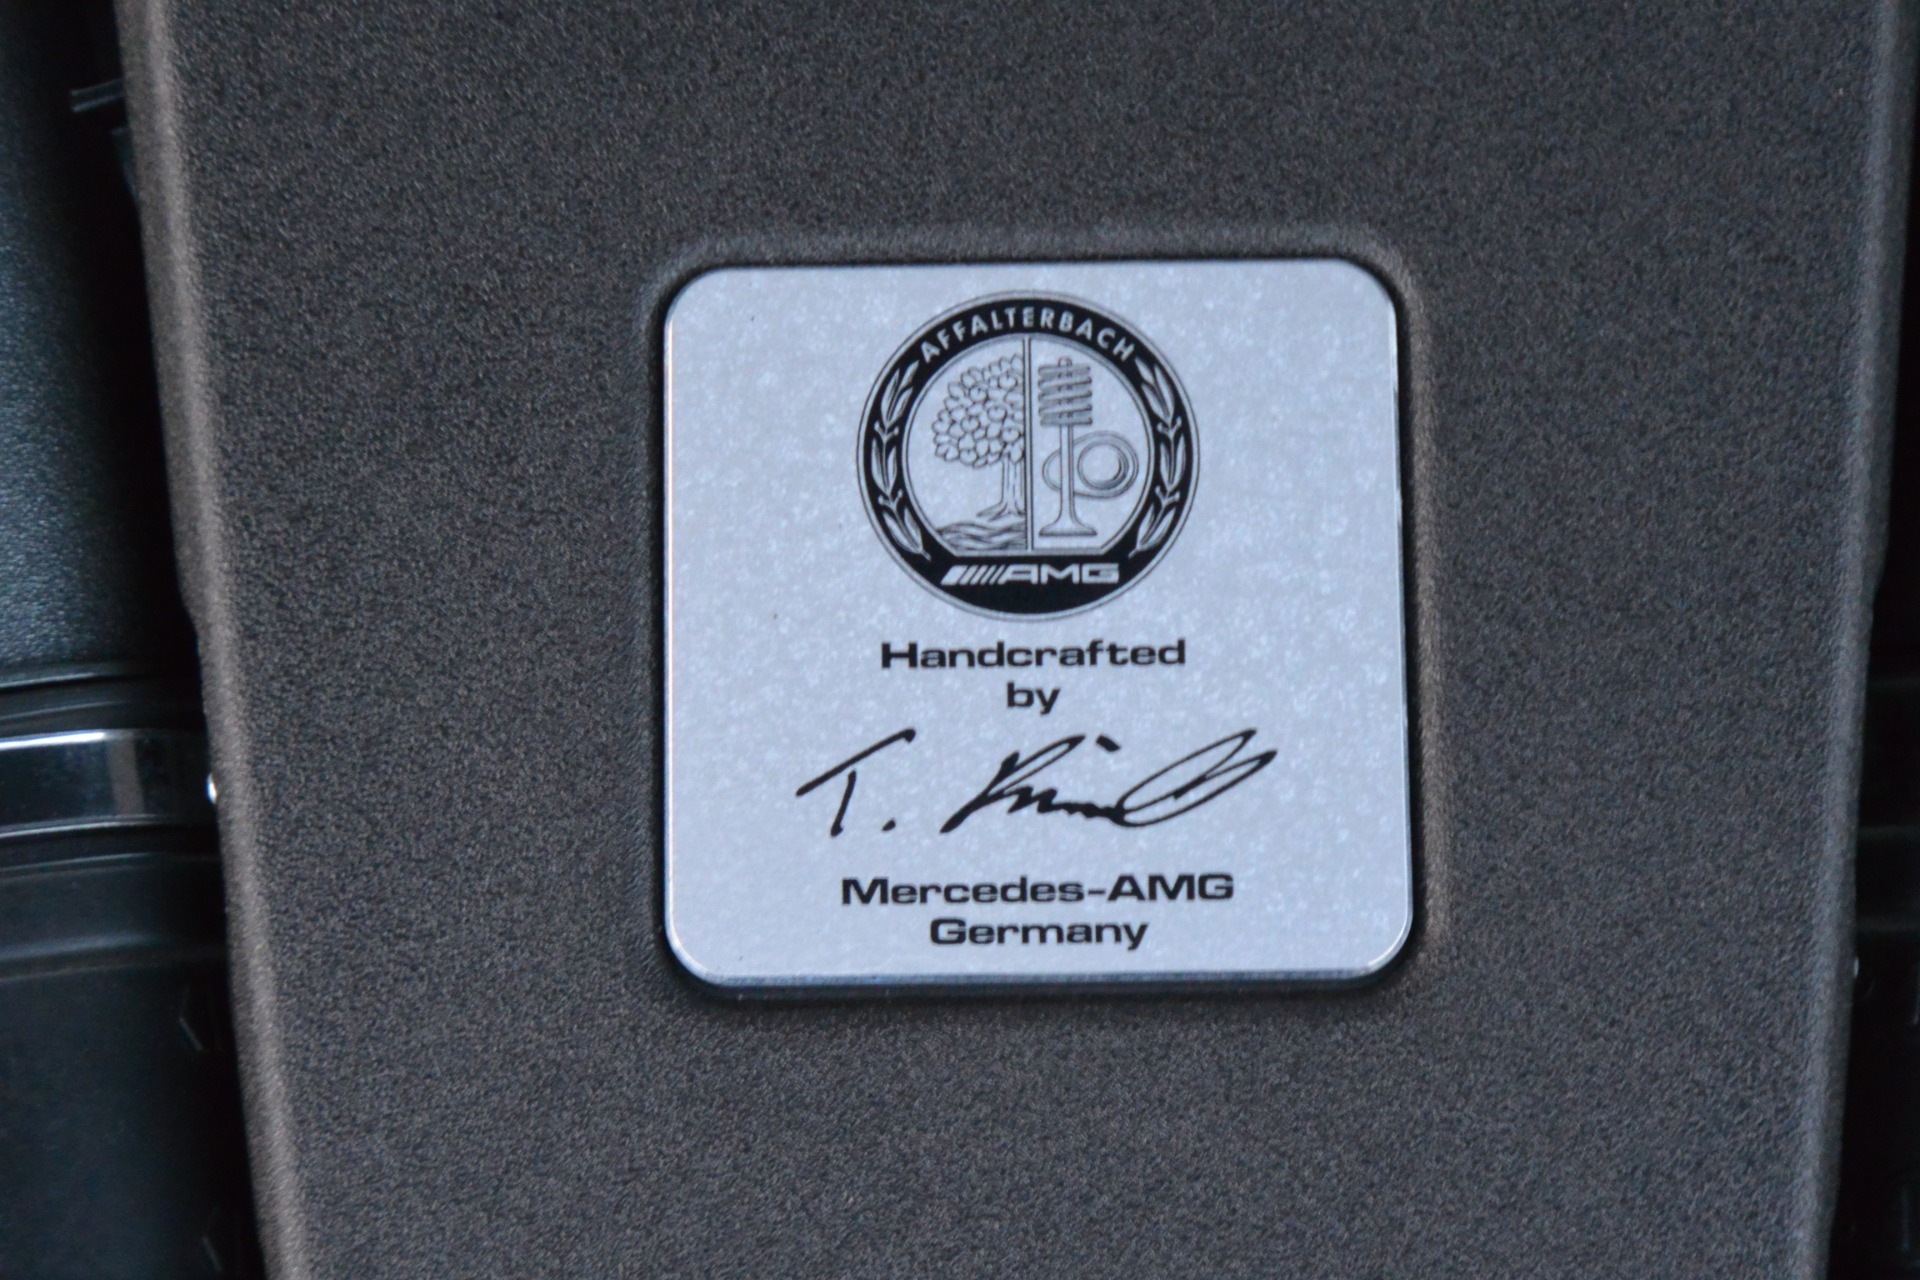 AFFALTERBACH
AMG
Handcrafted
by
T.
Mercedes-AMG
Germany